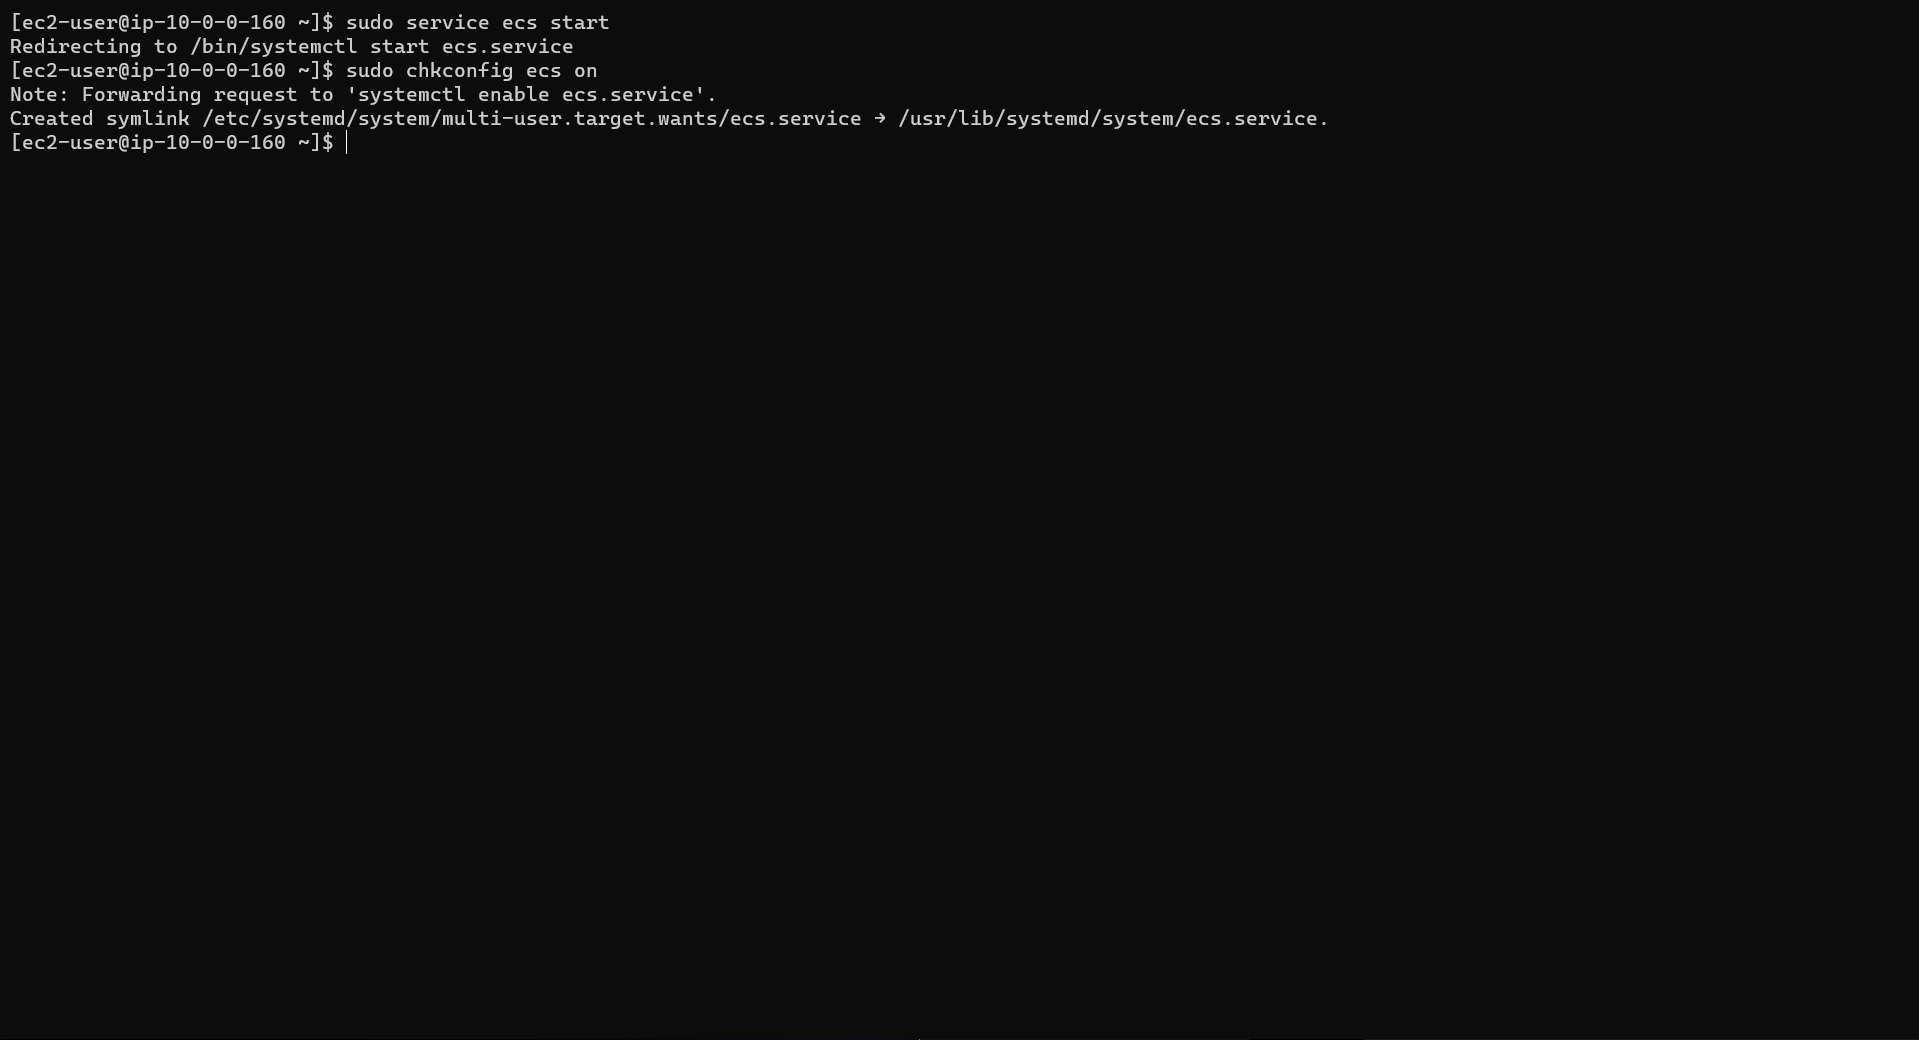 [ec2-user@ip-10-0-0-160 ~]$ sudo service ecs start
Redirecting to /bin/systemctl start ecs.service
[ec2-user@ip-10-0-0-160 ~]$ sudo chkconfig ecs on
Note: Forwarding request to 'systemctl enable ecs.service'.
Created symlink /etc/systemd/system/multi-user.target.wants/ecs.service → /usr/lib/systemd/system/ecs.service.
[ec2-user@ip-10-0-0-160 ~]$